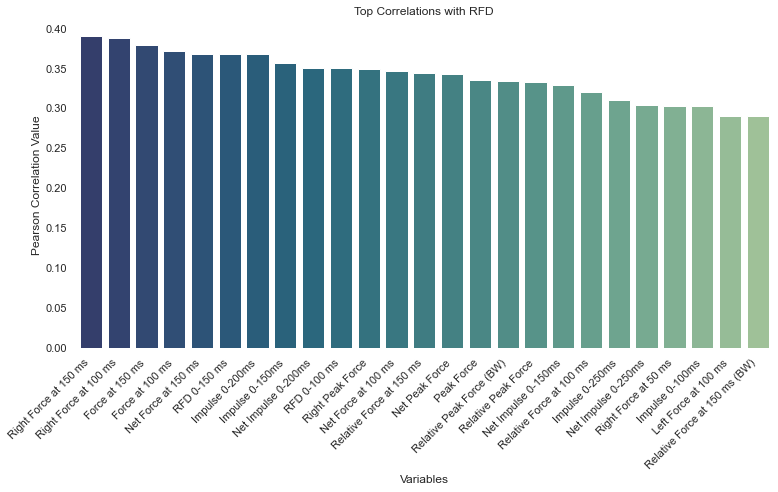 Top Correlations with RFD
Pearson Correlation Value
0.40
0.35
0.30
0.25
0.20
0.15
0.10
0.05
0.00
Right Force at 150 ms
Right Force at 100 ms
Force at 150 ms
Force at 100 ms
Net Force at 150 ms
RFD 0-150 ms
Impulse 0-200ms
Impulse 0-150ms
Net Impulse 0-200ms
RFD 0-100 ms
Right Peak Force
Net Force at 100 ms
Relative Force at 150 ms
Net Peak Force
Peak Force
Relative Peak Force (BW)
Relative Peak Force
Net Impulse 0-150ms
Relative Force at 100 ms
Impulse 0-250ms
Net Impulse 0-250ms
Right Force at 50 ms
Impulse 0-100ms
Left Force at 100 ms
Relative Force at 150 ms (BW)
Variables